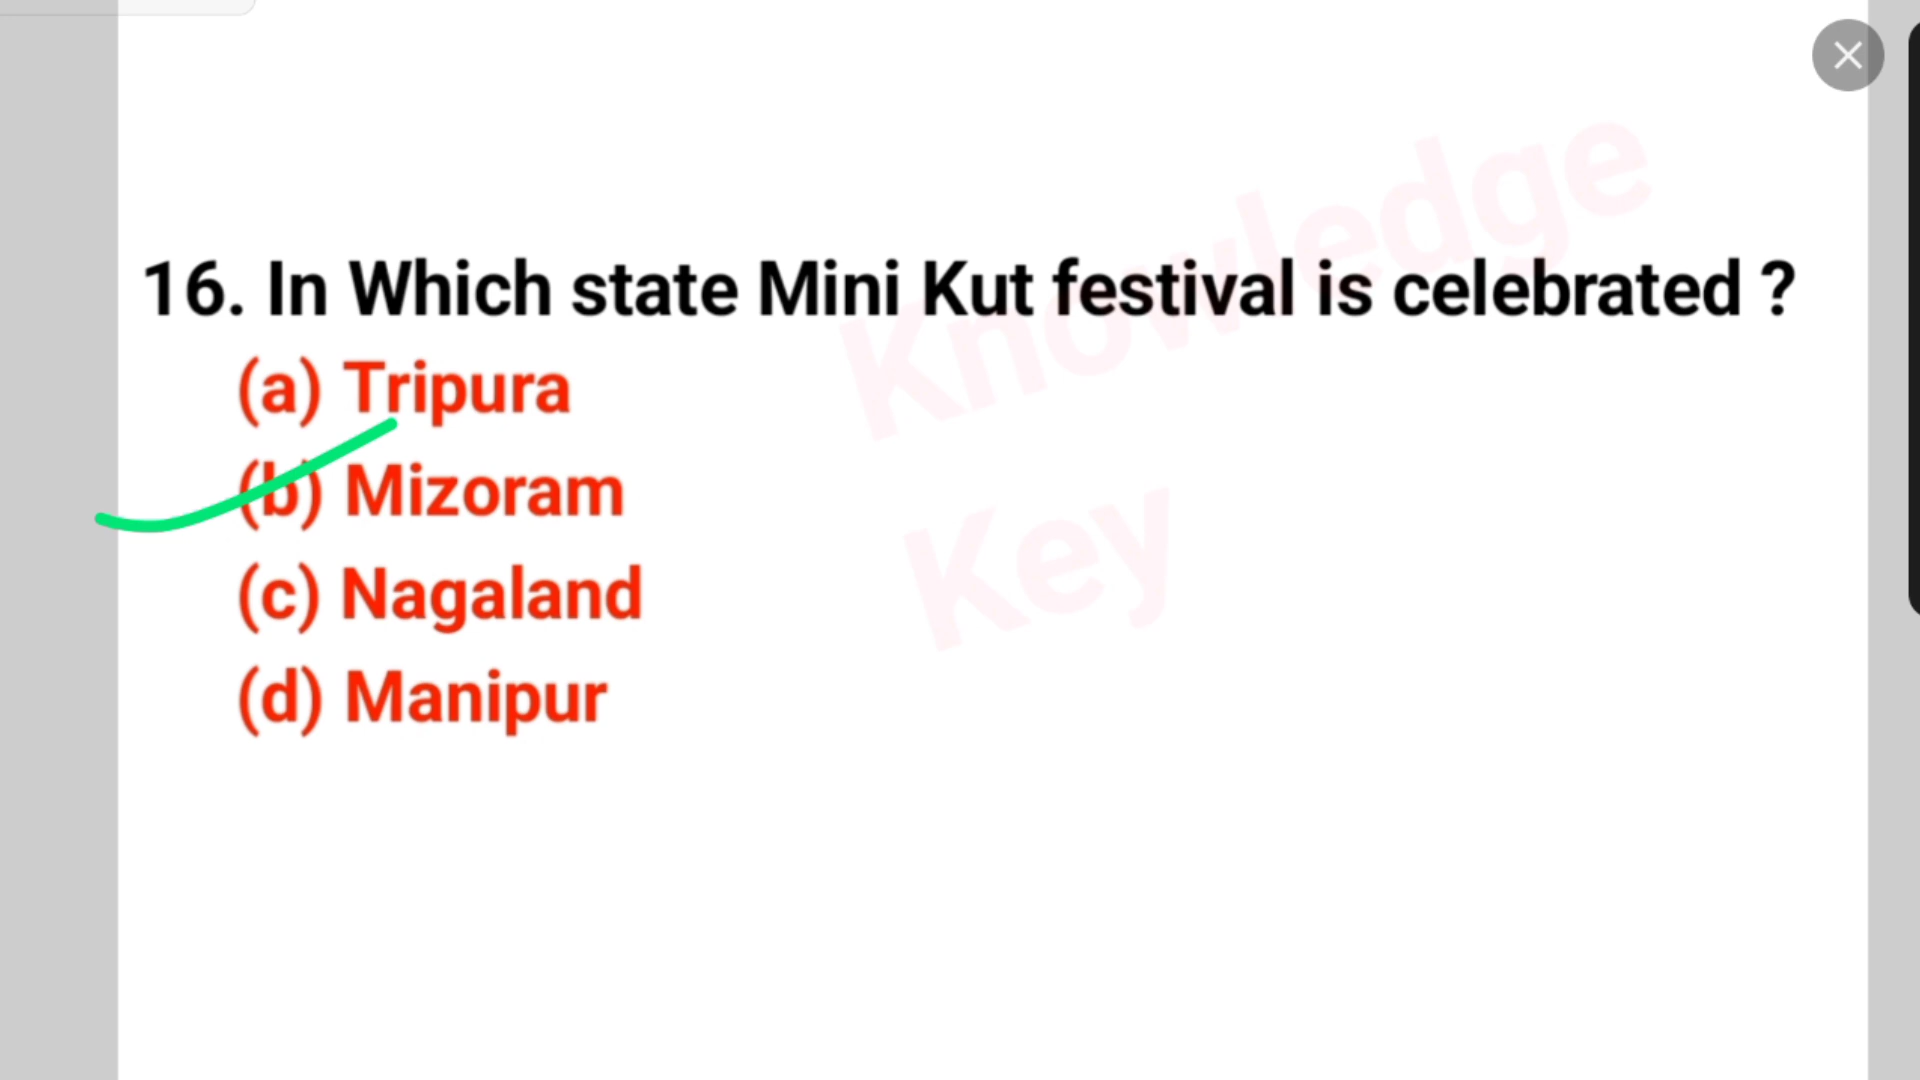 16. In Which state Mini Kut festival is celebrated ?
(a) Tripura
(b) Mizoram
(c) Nagaland
(d) Manipur
Knowledge
Key